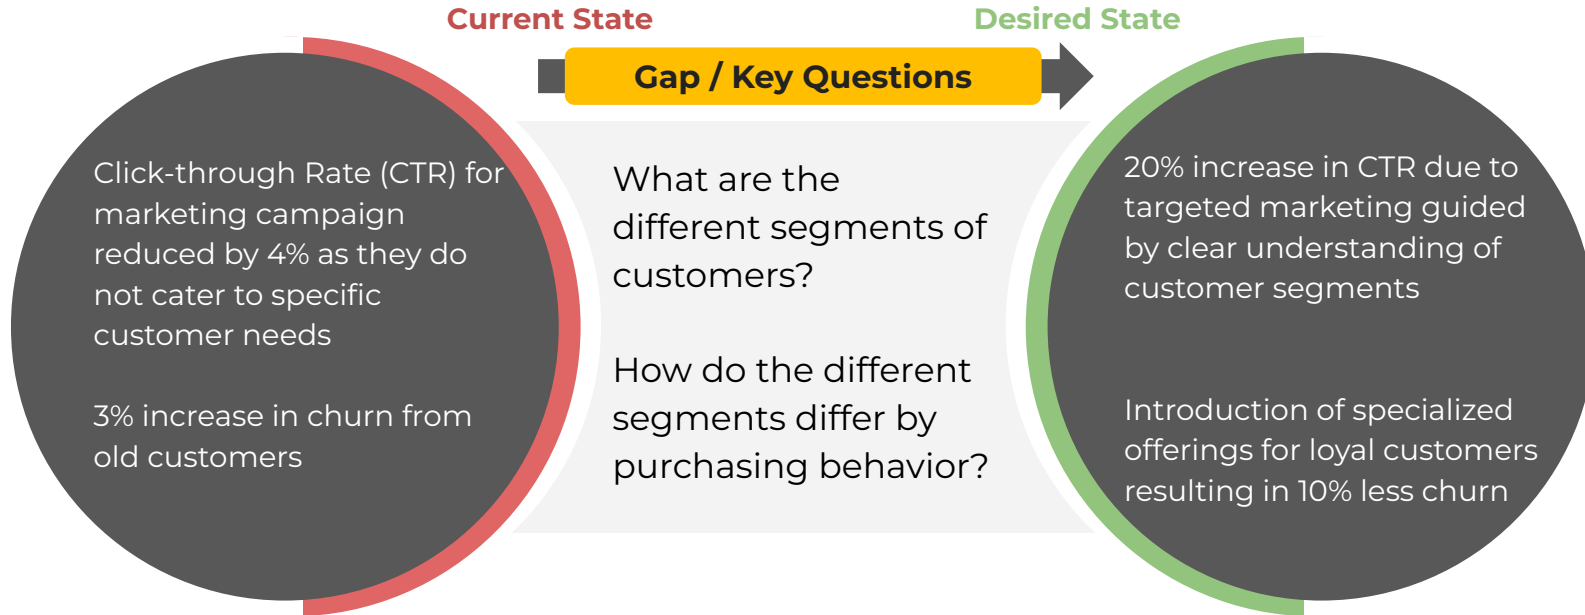 Current State
Desired State
Gap / Key Questions
Click-through Rate (CTR) for
marketing campaign
reduced by 4% as they do
not cater to specific
customer needs
3% increase in churn from
old customers
What are the
different segments of
customers?
How do the different
segments differ by
purchasing behavior?
20% increase in CTR due to
targeted marketing guided
by clear understanding of
customer segments
Introduction of specialized
offerings for loyal customers
resulting in 10% less churn